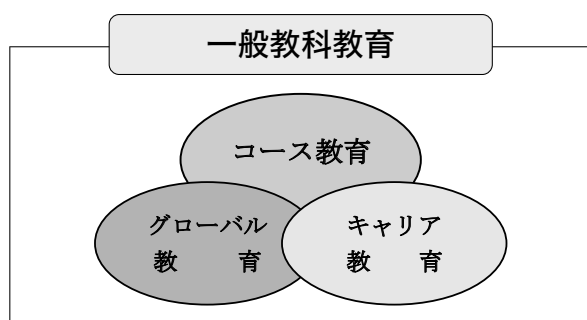 一般教科教育
コース教育
グローバル
教　　育
キャリア
教　　育